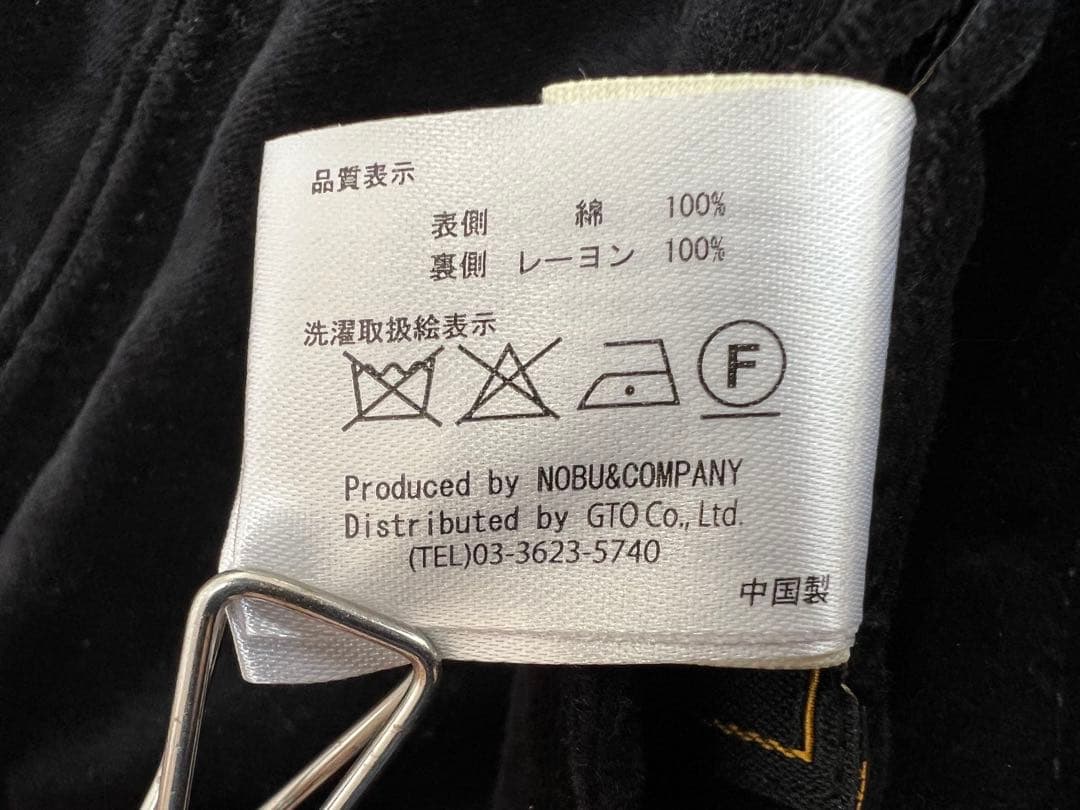 品質表示
表側 綿 100%
裏側 レーヨン 100%
洗濯取扱絵表示
F
Produced by NOBU&COMPANY
Distributed by GTO Co., Ltd.
(TEL)03-3623-5740
中国製